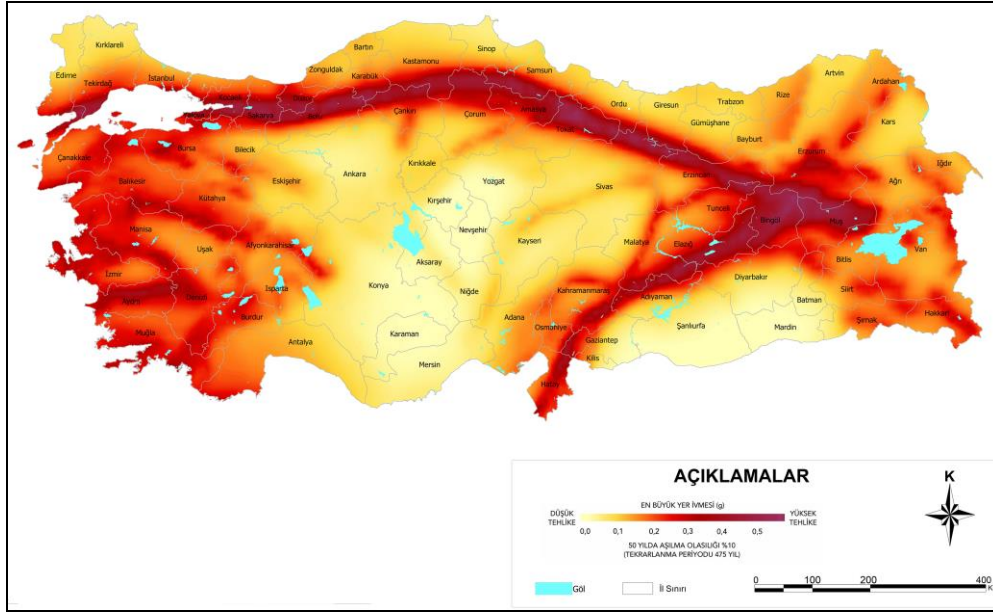 Kırklareli
Edirne
Tekirdağ
İstanbul
Bartın
Zonguldak
Karabük
Kastamonu
Sinop
Samsun
Ordu
Giresun
Trabzon
Rize
Artvin
Ardahan
Kars
Gümüşhane
Bayburt
Erzurum
Iğdır
Ağrı
Sakarya
Bolu
Çankırı
Çorum
Amasya
Tokat
Çanakkale
Bursa
Bilecik
Balıkesir
Kütahya
Eskişehir
Ankara
Kırıkkale
Yozgat
Sivas
Erzincan
Tunceli
Bingöl
Muş
Kırşehir
Nevşehir
Kayseri
Malatya
Elazığ
Van
Bitlis
Manisa
Uşak
Afyonkarahisar
İzmir
Aksaray
Diyarbakır
Siirt
Batman
Aydın
Denizli
Isparta
Konya
Niğde
Kahramanmaraş
Adıyaman
Burdur
Muğla
Antalya
Karaman
Mersin
Adana
Osmaniye
Gaziantep
Kilis
Şanlıurfa
Mardin
Şırnak
Hakkari
Hatay
AÇIKLAMALAR
K
EN BÜYÜK YER İVMESİ (g)
DÜŞÜK TEHLİKE
YÜKSEK TEHLİKE
0,0 0,1 0,2 0,3 0,4 0,5
50 YILDA AŞILMA OLASILIĞI %10
(TEKRARLANMA PERİYODU 475 YIL)
Göl
İl Sınırı
0 100 200 400